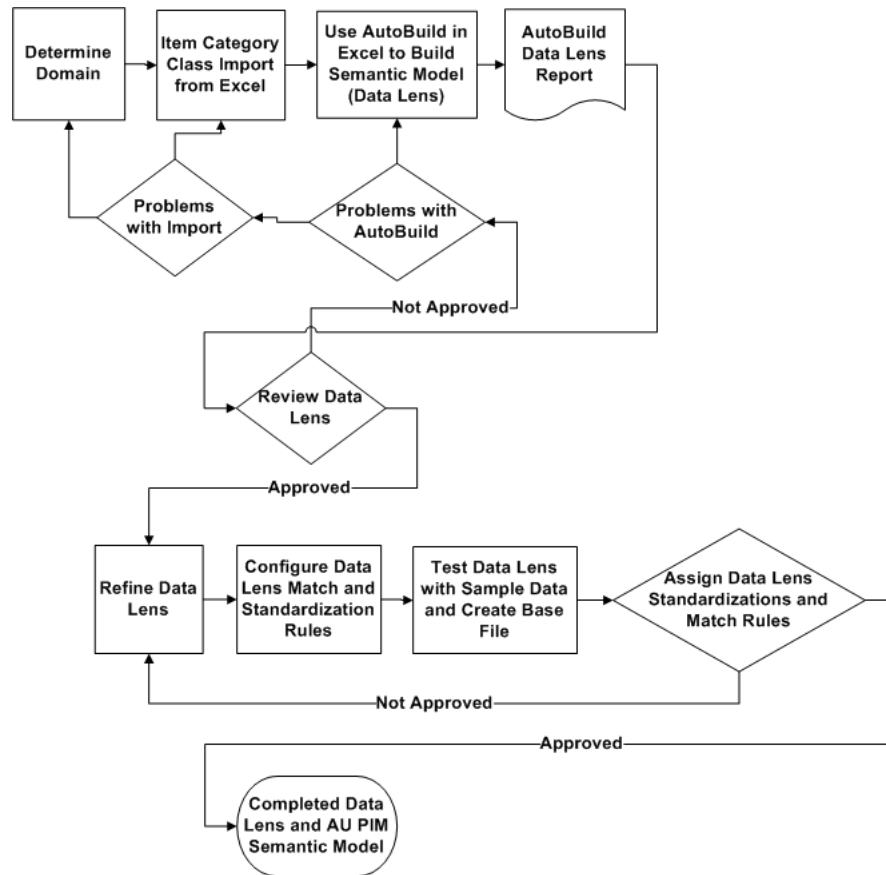 Determine
Domain
Item Category
Class Import
from Excel
Use AutoBuild in
Excel to Build
Semantic Model
(Data Lens)
AutoBuild
Data Lens
Report
Problems
with Import
Problems with
AutoBuild
Not Approved
Review Data
Lens
Approved
Refine Data
Lens
Configure Data
Lens Match and
Standardization
Rules
Test Data Lens
with Sample Data
and Create Base
File
Assign Data Lens
Standardizations and
Match Rules
Not Approved
Approved
Completed Data
Lens and AU PIM
Semantic Model